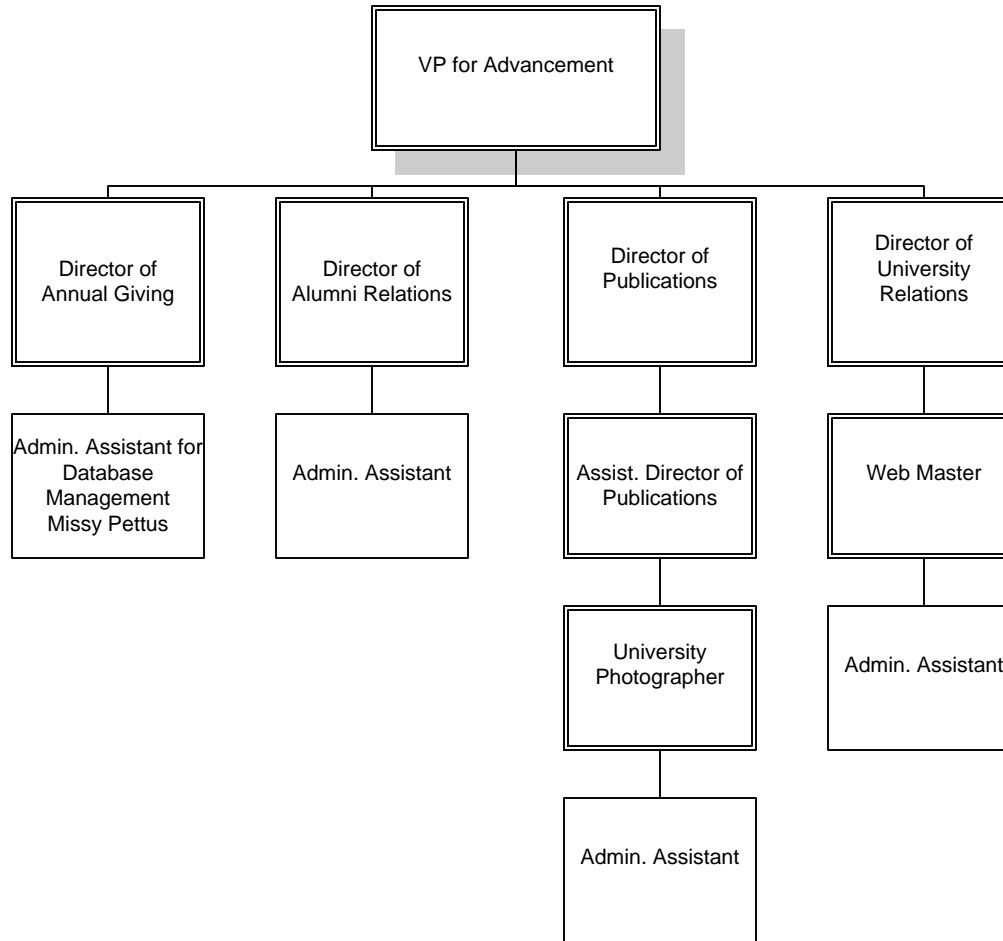 VP for Advancement
Director of
Annual Giving
Director of
Alumni Relations
Director of
Publications
Director of
University
Relations
Admin. Assistant for
Database
Management
Missy Pettus
Admin. Assistant
Assist. Director of
Publications
Web Master
University
Photographer
Admin. Assistant
Admin. Assistant